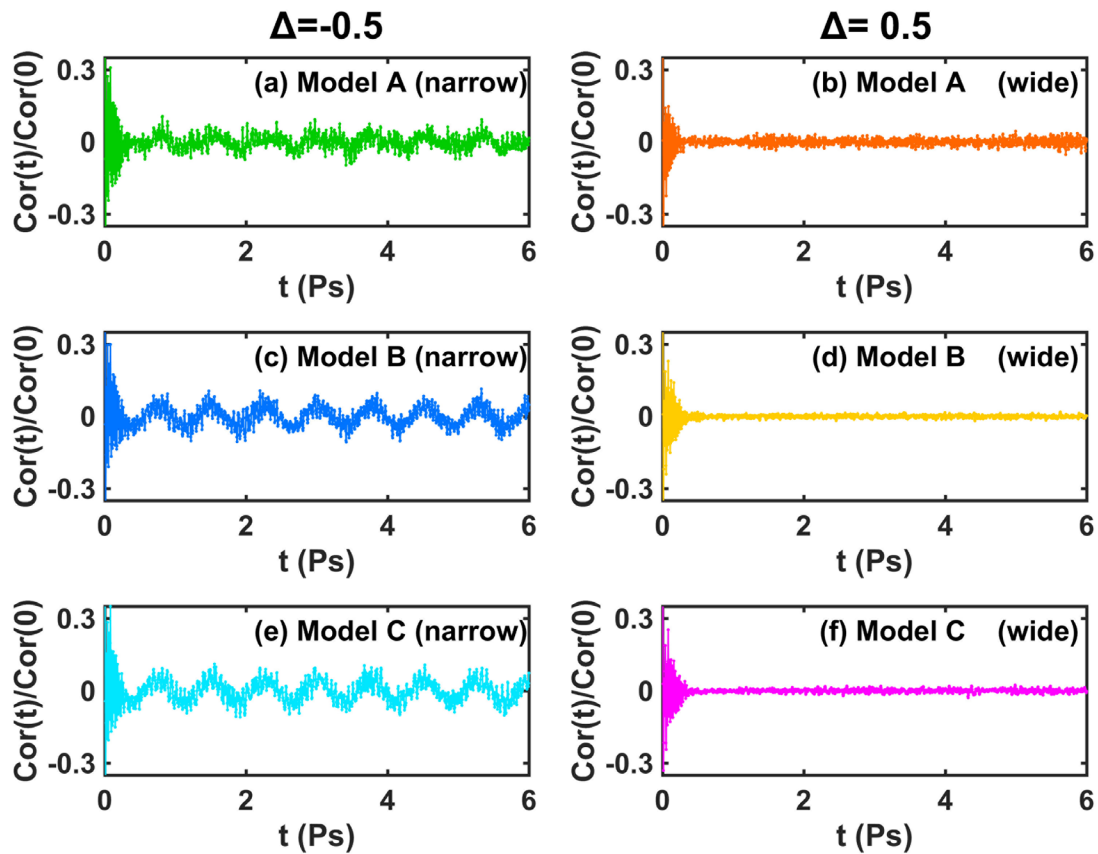 Δ=-0.5
Δ= 0.5
(a) Model A (narrow)
Cor(t)/Cor(0)
0.3
0
-0.3
0 2 4 6
t (Ps)
(b) Model A (wide)
Cor(t)/Cor(0)
0.3
0
-0.3
0 2 4 6
t (Ps)
(c) Model B (narrow)
Cor(t)/Cor(0)
0.3
0
-0.3
0 2 4 6
t (Ps)
(d) Model B (wide)
Cor(t)/Cor(0)
0.3
0
-0.3
0 2 4 6
t (Ps)
(e) Model C (narrow)
Cor(t)/Cor(0)
0.3
0
-0.3
0 2 4 6
t (Ps)
(f) Model C (wide)
Cor(t)/Cor(0)
0.3
0
-0.3
0 2 4 6
t (Ps)